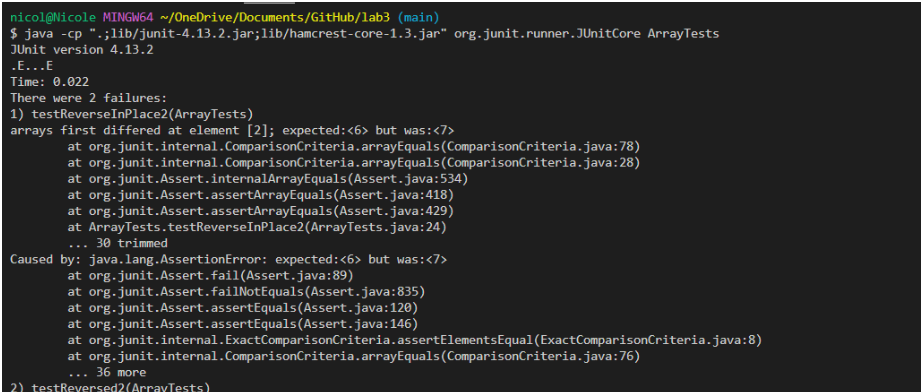 nicol@Nicole MINGW64 ~/OneDrive/Documents/GitHub/lab3 (main)
$ java -cp ".;lib/junit-4.13.2.jar;lib/hamcrest-core-1.3.jar" org.junit.runner.JUnitCore ArrayTests
JUnit version 4.13.2
.E...E
Time: 0.022
There were 2 failures:
1) testReverseInPlace2(ArrayTests)
arrays first differed at element [2]; expected:<6> but was:<7>
        at org.junit.internal.ComparisonCriteria.arrayEquals(ComparisonCriteria.java:78)
        at org.junit.internal.ComparisonCriteria.arrayEquals(ComparisonCriteria.java:28)
        at org.junit.Assert.internalArrayEquals(Assert.java:534)
        at org.junit.Assert.assertArrayEquals(Assert.java:418)
        at org.junit.Assert.assertArrayEquals(Assert.java:429)
        at ArrayTests.testReverseInPlace2(ArrayTests.java:24)
        ... 30 trimmed
Caused by: java.lang.AssertionError: expected:<6> but was:<7>
        at org.junit.Assert.fail(Assert.java:89)
        at org.junit.Assert.failNotEquals(Assert.java:835)
        at org.junit.Assert.assertEquals(Assert.java:120)
        at org.junit.Assert.assertEquals(Assert.java:146)
        at org.junit.internal.ExactComparisonCriteria.assertElementsEqual(ExactComparisonCriteria.java:8)
        at org.junit.internal.ComparisonCriteria.arrayEquals(ComparisonCriteria.java:76)
        ... 36 more
2) testReversed2(ArrayTests)